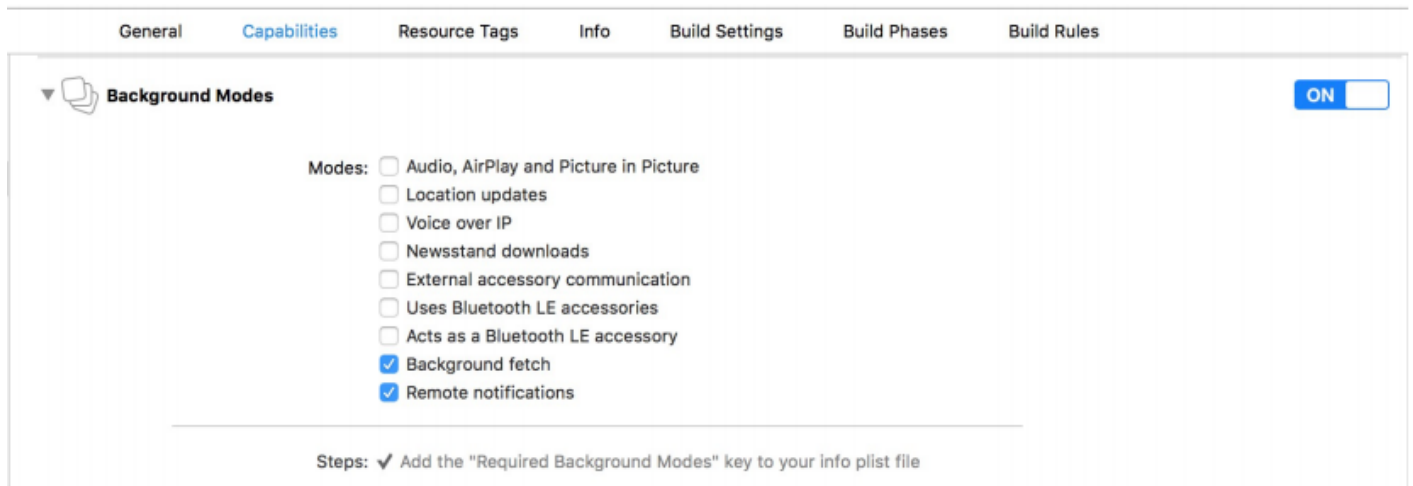 General Capabilities Resource Tags Info Build Settings Build Phases Build Rules
Background Modes ON
Modes: Audio, AirPlay and Picture in Picture
Location updates
Voice over IP
Newsstand downloads
External accessory communication
Uses Bluetooth LE accessories
Acts as a Bluetooth LE accessory
Background fetch
Remote notifications
Steps: ✔ Add the "Required Background Modes" key to your info plist file